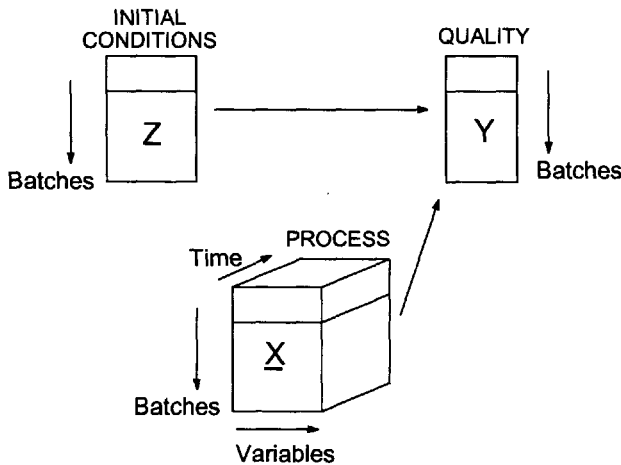 INITIAL
CONDITIONS
QUALITY
Z
Y
Batches
Batches
PROCESS
Time
X
Batches
Variables